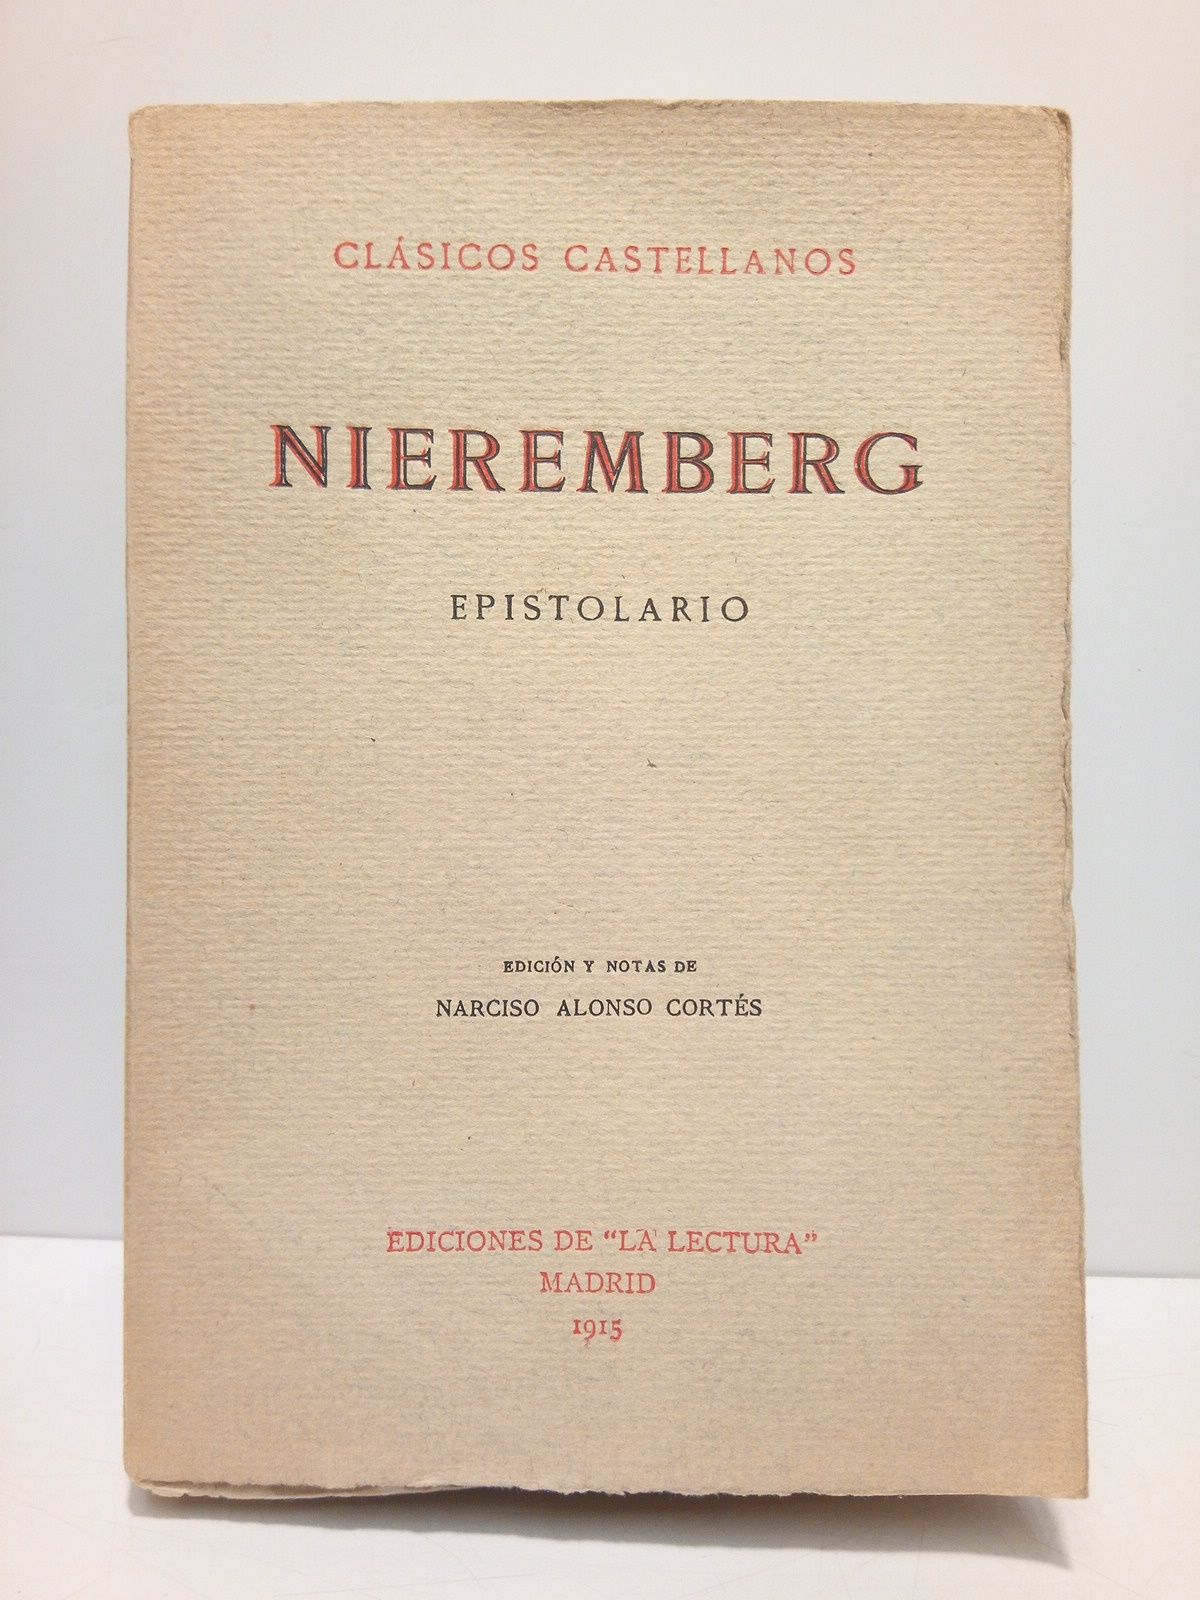 CLÁSICOS CASTELLANOS
NIEREMBERG
EPISTOLARIO
EDICIÓN Y NOTAS DE
NARCISO ALONSO CORTÉS
EDICIONES DE “LA LECTURA”
MADRID
1915